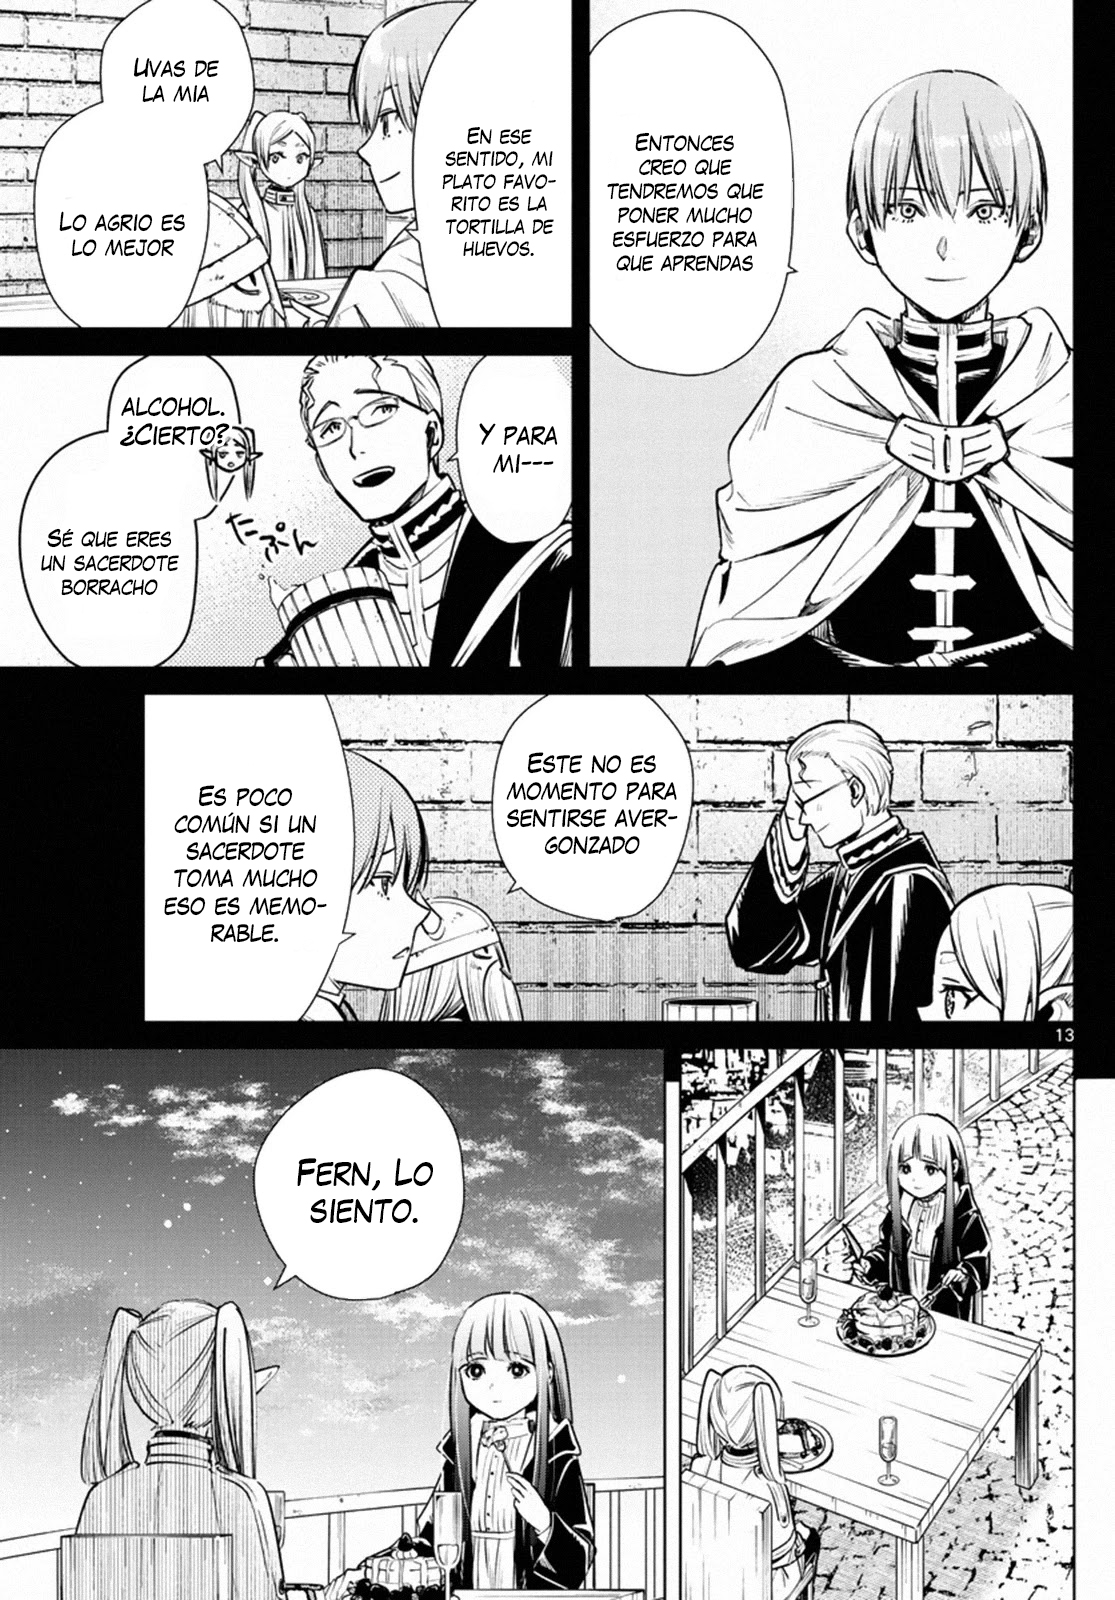 ENTONCES
CREO QUE
TENDREMOS QUE
PONER MUCHO
ESFUERZO PARA
QUE APRENDAS
EN ESE
SENTIDO, MI
PLATO FAVO-
RITO ES LA
TORTILLA DE
HUEVOS.
UVAS DE
LA MIA
LO AGRIO ES
LO MEJOR
Y PARA
MI---
たぷん
ALCOHOL.
¿CIERTO?
SÉ QUE ERES
UN SACERDOTE
BORRACHO
ESTE NO ES
MOMENTO PARA
SENTIRSE AVER-
GONZADO
ES POCO
COMÚN SI UN
SACERDOTE
TOMA MUCHO
ESO ES MEMO-
RABLE.
13
FERN, LO
SIENTO.